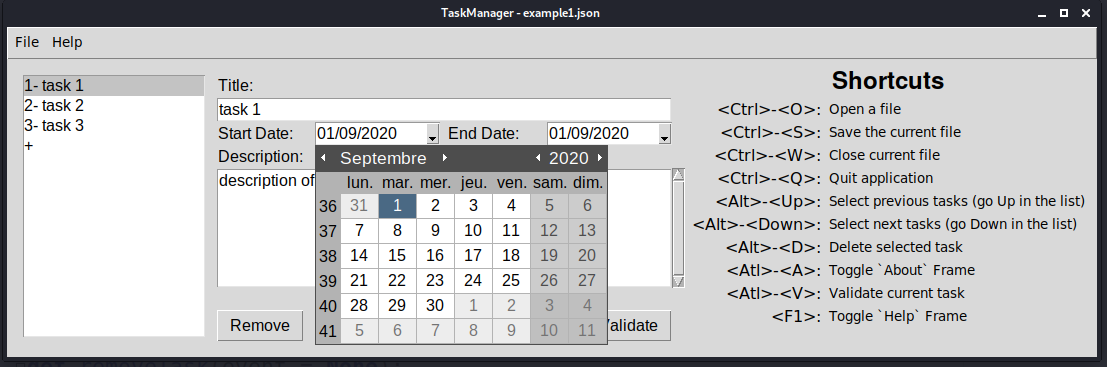 TaskManager - example1.json
File Help
1- task 1
2- task 2
3- task 3
+
Title:
task 1
Start Date: 01/09/2020 End Date: 01/09/2020
Description:
description of
Septembre 2020
lun. mar. mer. jeu. ven. sam. dim.
36 31 1 2 3 4 5 6
37 7 8 9 10 11 12 13
38 14 15 16 17 18 19 20
39 21 22 23 24 25 26 27
40 28 29 30 1 2 3 4
41 5 6 7 8 9 10 11
Remove
Shortcuts
<Ctrl>-<O>: Open a file
<Ctrl>-<S>: Save the current file
<Ctrl>-<W>: Close current file
<Ctrl>-<Q>: Quit application
<Alt>-<Up>: Select previous tasks (go Up in the list)
<Alt>-<Down>: Select next tasks (go Down in the list)
<Alt>-<D>: Delete selected task
<Atl>-<A>: Toggle `About` Frame
<Atl>-<V>: Validate current task
<F1>: Toggle `Help` Frame